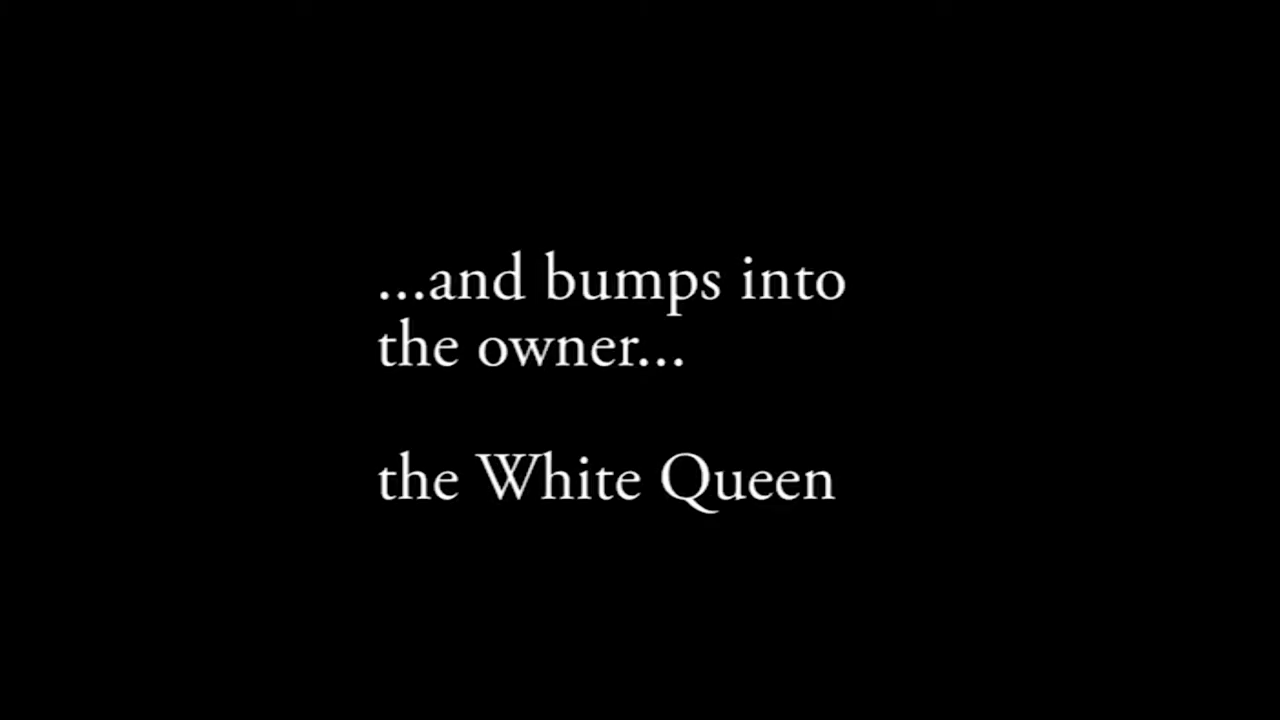 ...and bumps into
the owner...
the White Queen